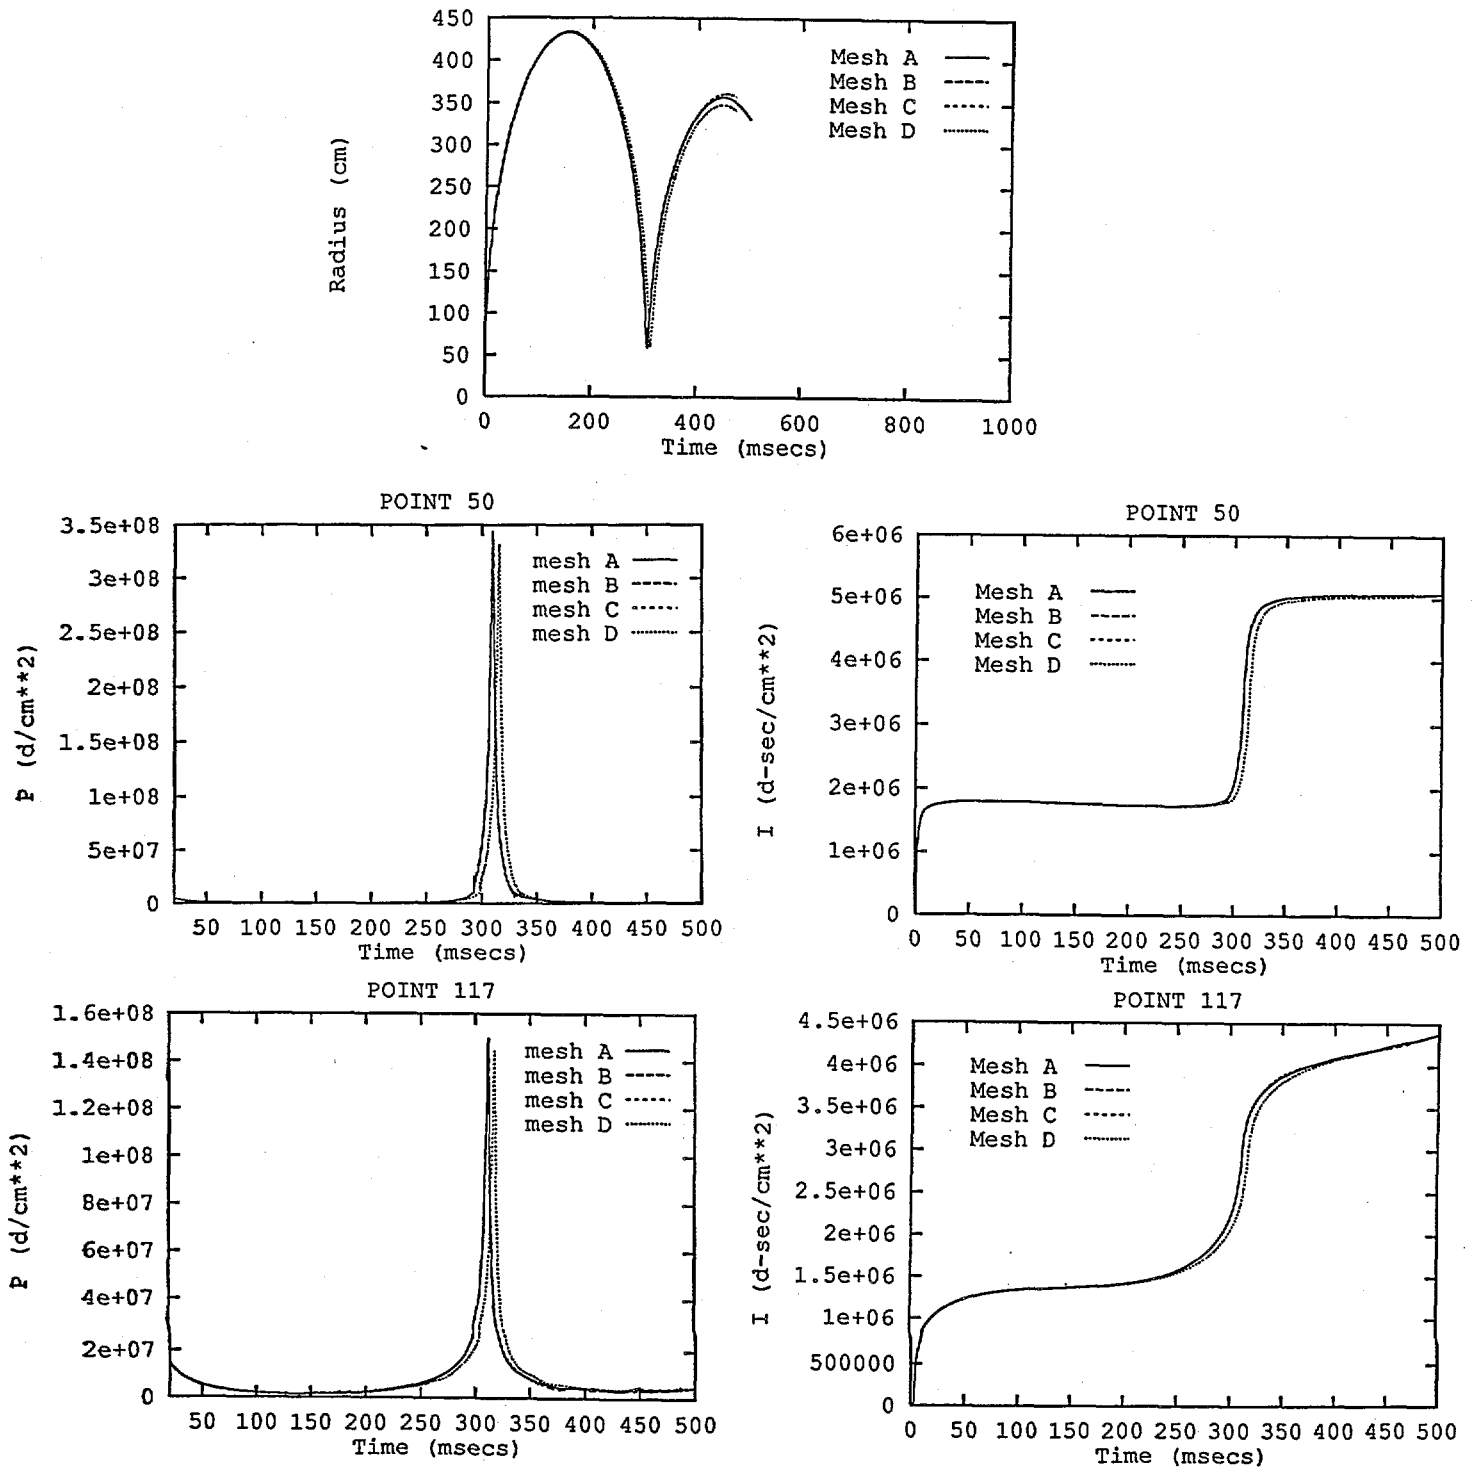 450
400
350
300
250
200
150
100
50
0
Radius (cm)
Mesh A
Mesh B
Mesh C
Mesh D
0 200 400 600 800 1000
Time (msecs)
POINT 50
3.5e+08
3e+08
2.5e+08
2e+08
1.5e+08
1e+08
5e+07
0
P (d/cm**2)
mesh A
mesh B
mesh C
mesh D
50 100 150 200 250 300 350 400 450 500
Time (msecs)
POINT 50
6e+06
5e+06
4e+06
3e+06
2e+06
1e+06
0
I (d-sec/cm**2)
Mesh A
Mesh B
Mesh C
Mesh D
0 50 100 150 200 250 300 350 400 450 500
Time (msecs)
POINT 117
1.6e+08
1.4e+08
1.2e+08
1e+08
8e+07
6e+07
4e+07
2e+07
0
P (d/cm**2)
mesh A
mesh B
mesh C
mesh D
50 100 150 200 250 300 350 400 450 500
Time (msecs)
POINT 117
4.5e+06
4e+06
3.5e+06
3e+06
2.5e+06
2e+06
1.5e+06
1e+06
500000
0
I (d-sec/cm**2)
Mesh A
Mesh B
Mesh C
Mesh D
0 50 100 150 200 250 300 350 400 450 500
Time (msecs)